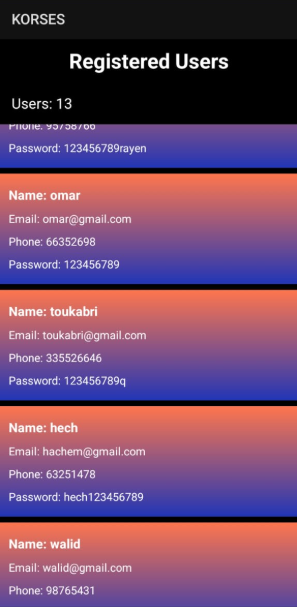 KORSES
Registered Users
Users: 13
Phone: 95758766
Password: 123456789rayen
Name: omar
Email: omar@gmail.com
Phone: 66352698
Password: 123456789
Name: toukabri
Email: toukabri@gmail.com
Phone: 335526646
Password: 123456789q
Name: hech
Email: hachem@gmail.com
Phone: 63251478
Password: hech123456789
Name: walid
Email: walid@gmail.com
Phone: 98765431